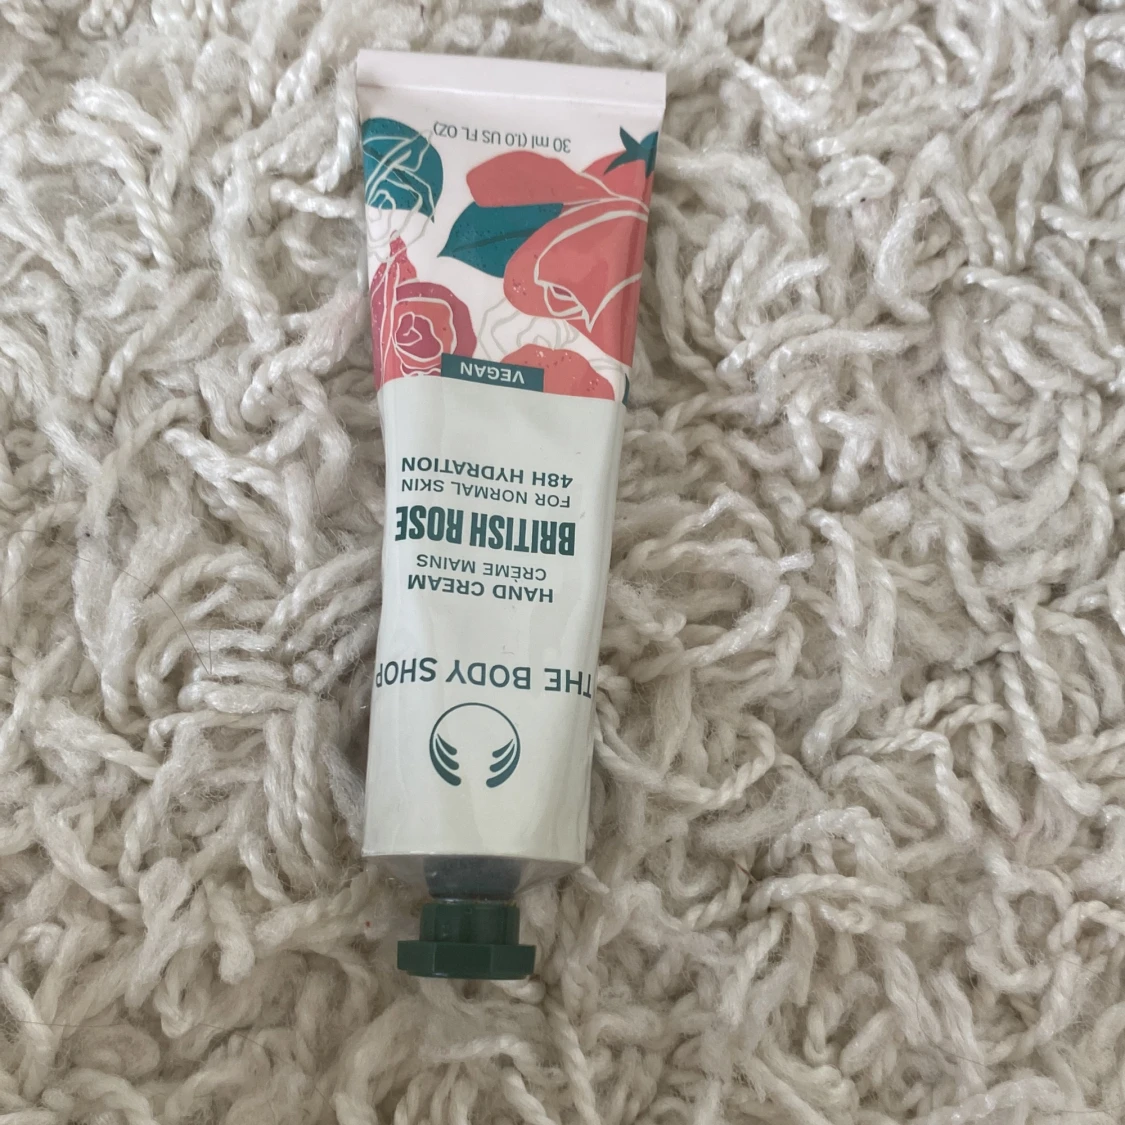 THE BODY SHOP
HAND CREAM
CRÈME MAINS
BRITISH ROSE
FOR NORMAL SKIN
48H HYDRATION
VEGAN
30 ml (1.0 US FL OZ)